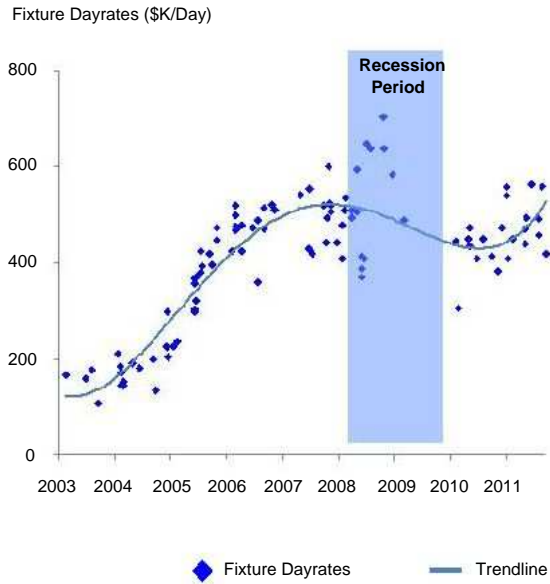 Fixture Dayrates ($K/Day)
800
Recession
Period
600
400
200
0
2003 2004 2005 2006 2007 2008 2009 2010 2011
Fixture Dayrates Trendline